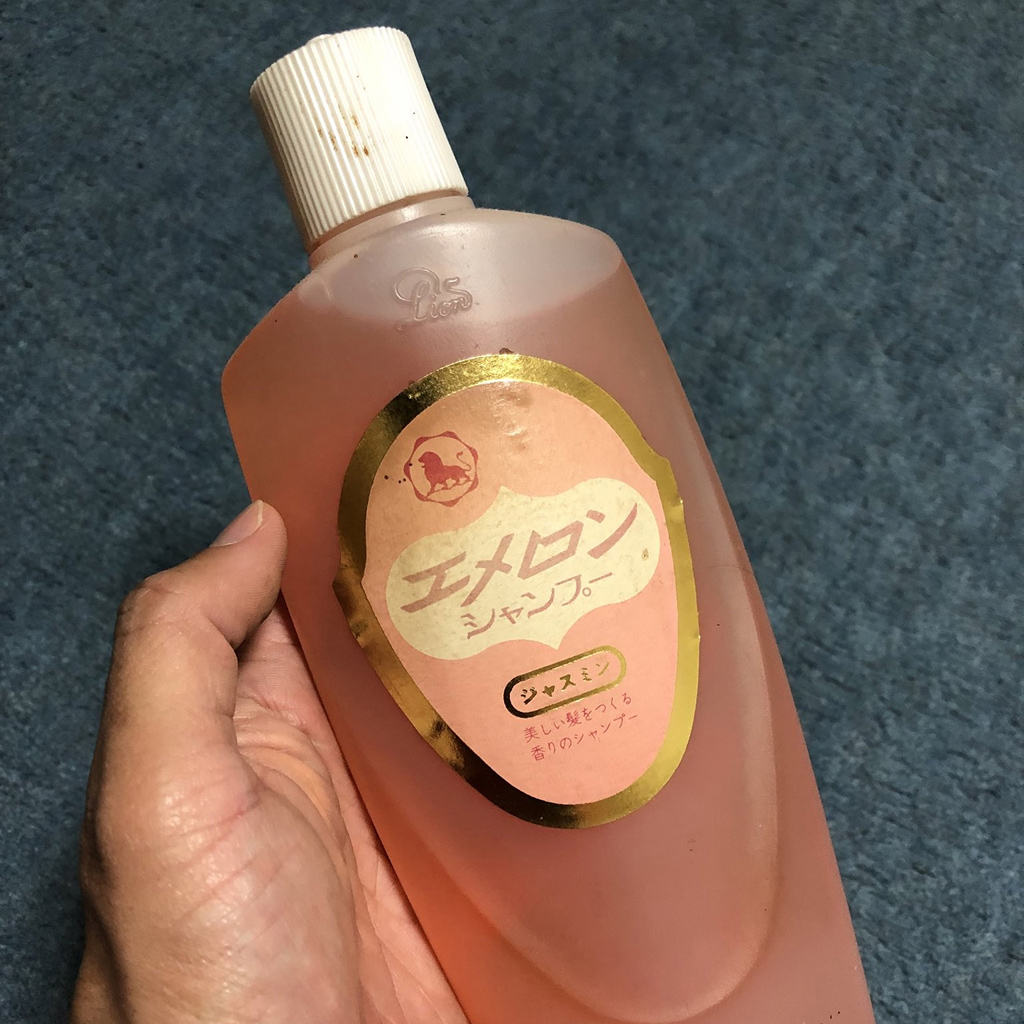 Lion
エメロン
シャンプー
ジャスミン
美しい髪をつくる
香りのシャンプー